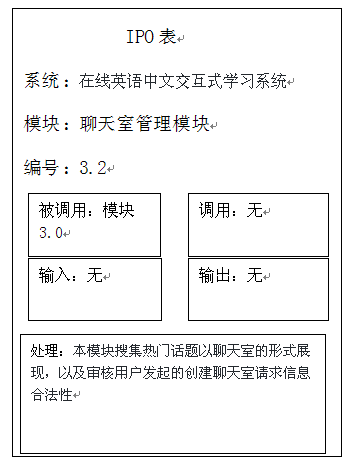 IPO 表
系统：在线英语中文交互式学习系统
模块：聊天室管理模块
编号：3.2
被调用：模块
3.0
调用：无
输入：无
输出：无
处理：本模块搜集热门话题以聊天室的形式展
现，以及审核用户发起的创建聊天室请求信息
合法性